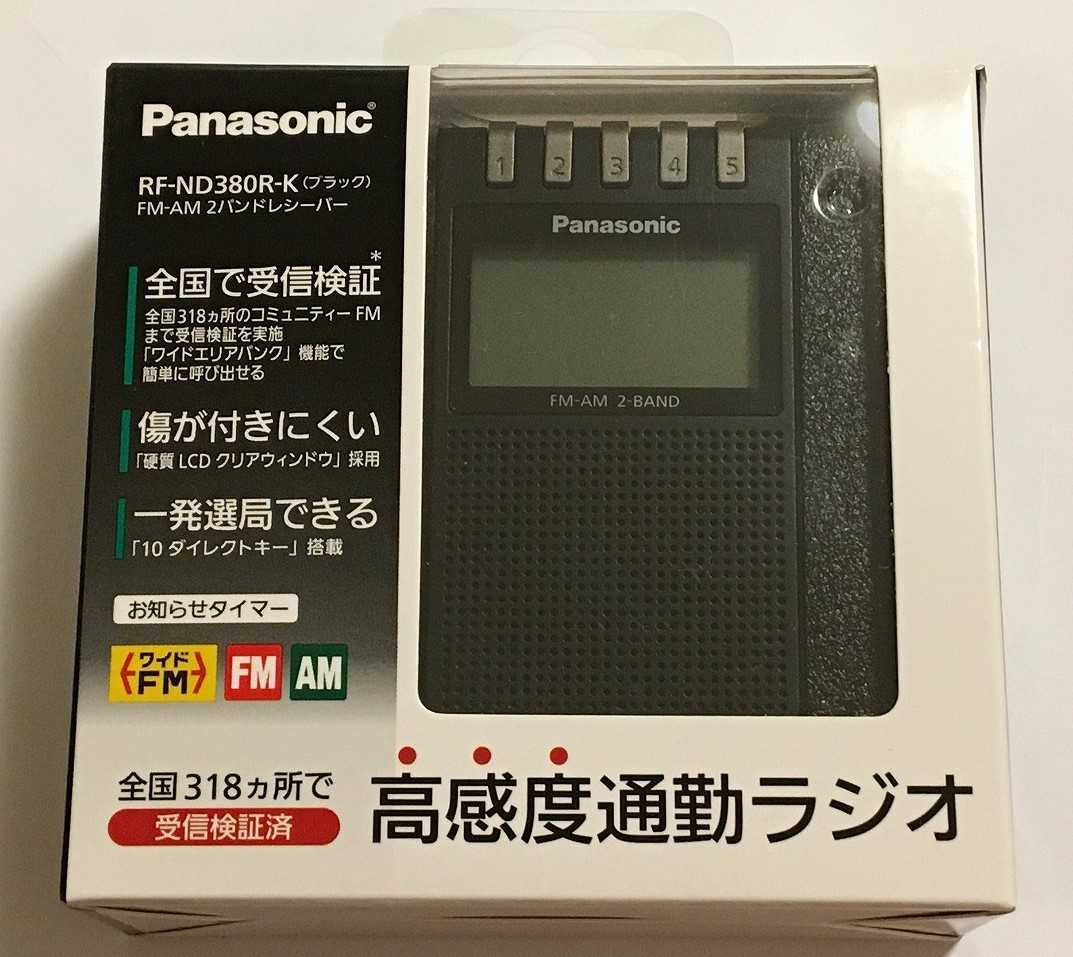 Panasonic®
RF-ND380R-K(ブラック)
FM-AM 2バンドレシーバー
全国で受信検証*
全国318ヵ所のコミュニティーFM
まで受信検証を実施
「ワイドエリアバンク」機能で
簡単に呼び出せる
傷が付きにくい
「硬質LCDクリアウィンドウ」採用
一発選局できる
「10ダイレクトキー」搭載
お知らせタイマー
ワイド
FM
FM
AM
1 2 3 4 5
Panasonic
FM-AM 2-BAND
全国318ヵ所で
受信検証済
高感度通勤ラジオ